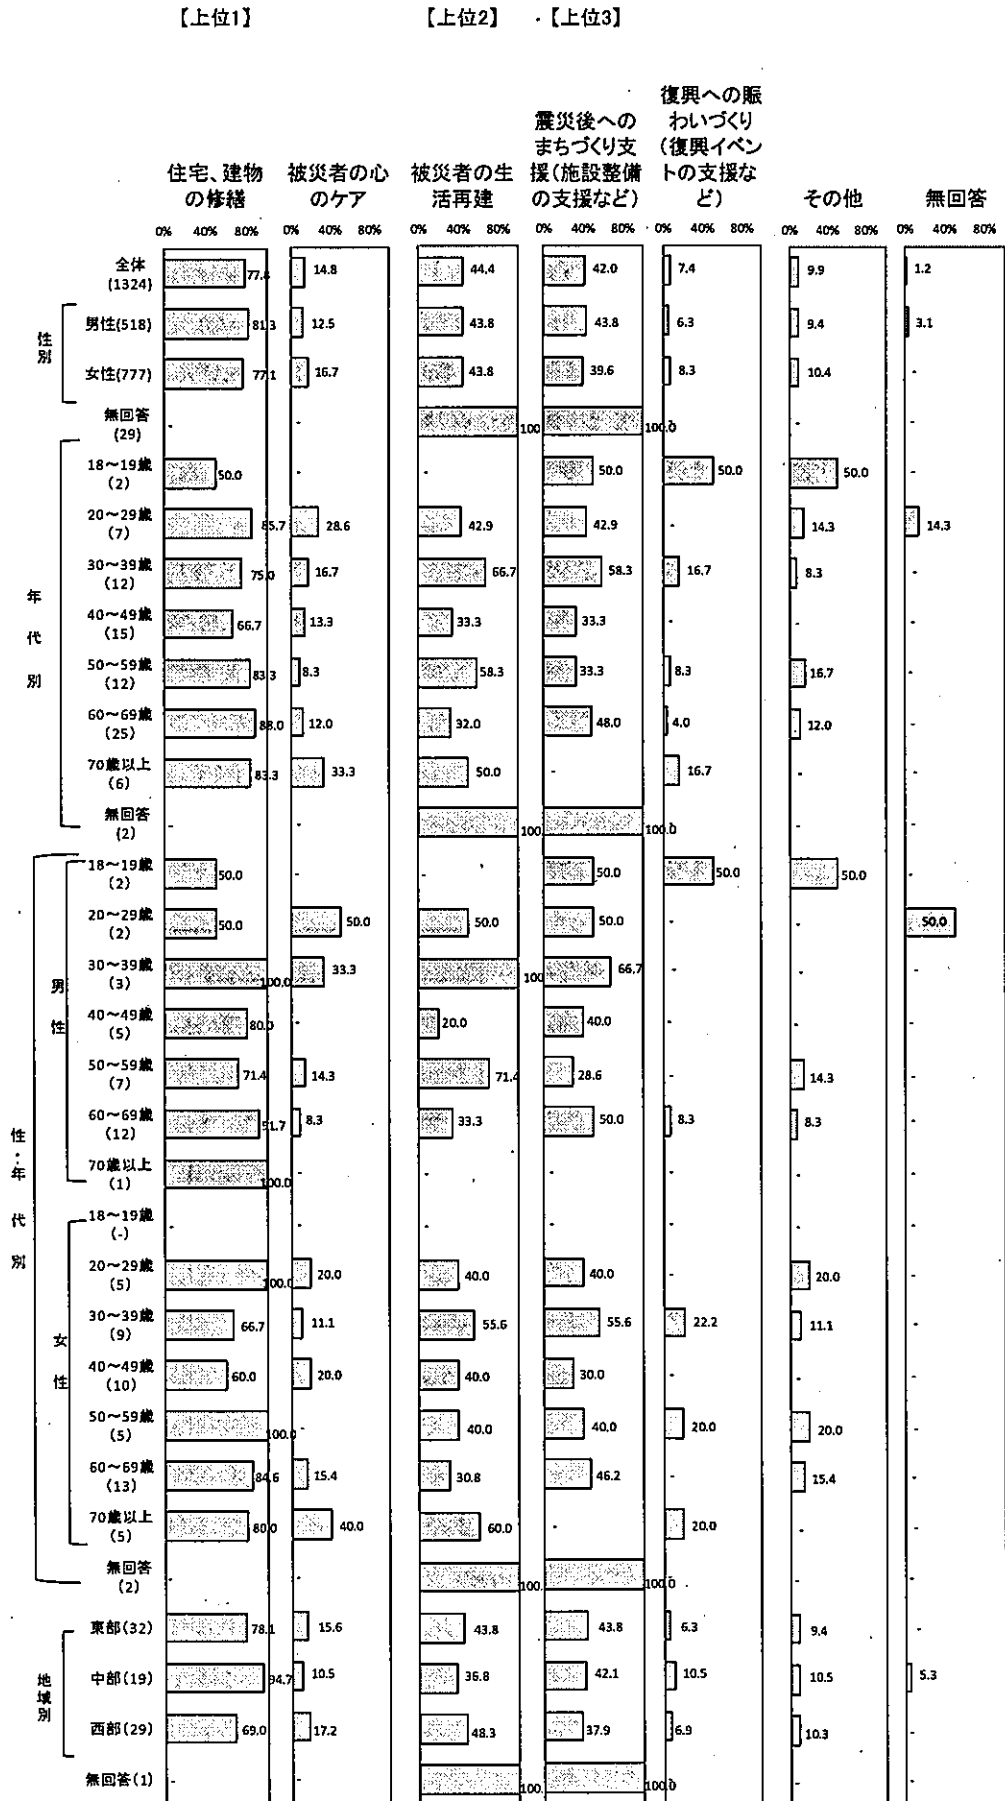 【上位1】 【上位2】 【上位3】
住宅、建物の修繕 被災者の心のケア 被災者の生活再建 震災後へのまちづくり支援(施設整備の支援など) 復興への賑わいづくり(復興イベントの支援など) その他 無回答
0% 40% 80% 0% 40% 80% 0% 40% 80% 0% 40% 80% 0% 40% 80% 0% 40% 80% 0% 40% 80%
全体(1324) 77.8 14.8 44.4 42.0 7.4 9.9 1.2
性別
男性(518) 81.3 12.5 43.8 43.8 6.3 9.4 3.1
女性(777) 77.1 16.7 43.8 39.6 8.3 10.4 -
無回答(29) - - 100. 100.0 - - -
年代別
18～19歳(2) 50.0 - - 50.0 50.0 50.0 -
20～29歳(7) 85.7 28.6 42.9 42.9 - 14.3 14.3
30～39歳(12) 75.0 16.7 66.7 58.3 16.7 8.3 -
40～49歳(15) 66.7 13.3 33.3 33.3 - - -
50～59歳(12) 83.3 8.3 58.3 33.3 8.3 16.7 -
60～69歳(25) 88.0 12.0 32.0 48.0 4.0 12.0 -
70歳以上(6) 83.3 33.3 50.0 - 16.7 - -
無回答(2) - - 100. 100.0 - - -
性・年代別
男性
18～19歳(2) 50.0 - - 50.0 50.0 50.0 -
20～29歳(2) 50.0 50.0 50.0 50.0 - - 50.0
30～39歳(3) 100.0 33.3 100 66.7 - - -
40～49歳(5) 80.0 - 20.0 40.0 - - -
50～59歳(7) 71.4 14.3 71.4 28.6 - 14.3 -
60～69歳(12) 91.7 8.3 33.3 50.0 8.3 8.3 -
70歳以上(1) 100.0 - - - - - -
女性
18～19歳(-) - - - - - - -
20～29歳(5) 100.0 20.0 40.0 40.0 - 20.0 -
30～39歳(9) 66.7 11.1 55.6 55.6 22.2 11.1 -
40～49歳(10) 60.0 20.0 40.0 30.0 - - -
50～59歳(5) 100.0 - 40.0 40.0 20.0 20.0 -
60～69歳(13) 84.6 15.4 30.8 46.2 - 15.4 -
70歳以上(5) 80.0 40.0 60.0 - 20.0 - -
無回答(2) - - 100. 100.0 - - -
地域別
東部(32) 78.1 15.6 43.8 43.8 6.3 9.4 -
中部(19) 94.7 10.5 36.8 42.1 10.5 10.5 5.3
西部(29) 69.0 17.2 48.3 37.9 6.9 10.3 -
無回答(1) - - 100. 100.0 - - -